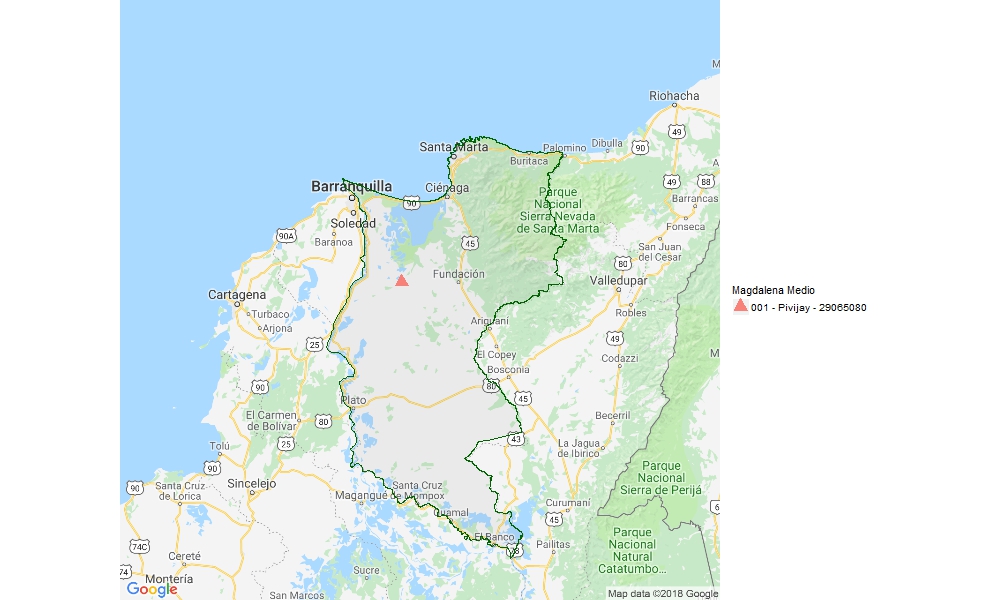 M
Riohacha
49
Santa Marta
Palomino
Dibulla
90
Buritaca
A
Barranquilla
Ciénaga
90
49
88
Parque
Nacional
Sierra Nevada
de Santa Marta
Barrancas
Soledad
Fonseca
90A
Baranoa
45
San Juan
del Cesar
80
Fundación
Valledupar
Cartagena
Turbaco
Arjona
Robles
Ariguaní
25
49
El Copey
Codazzi
M
Bosconia
90
80
45
Plato
El Carmen
de Bolívar
80
Becerril
25
43
La Jagua
de Ibirico
Tolú
90
Parque
Nacional
Sierra de Perijá
90
Santa Cruz
de Lorica
Sincelejo
Santa Cruz
de Mompox
Magangué
Curumaní
6
Guamal
45
El Banco
78
Pailitas
74C
Cereté
Parque
Nacional
Natural
Catatumbo...
74
Montería
Sucre
San Marcos
Google
Map data ©2018 Google
Magdalena Medio
001 - Pivijay - 29065080